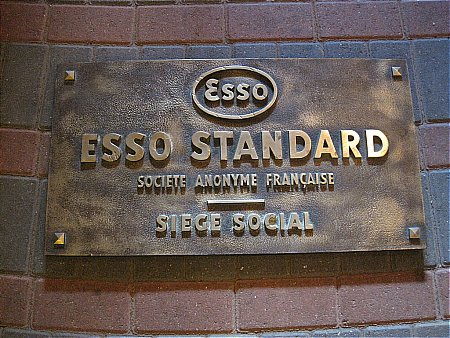 Esso
ESSO STANDARD
SOCIETE ANONYME FRANÇAISE
SIEGE SOCIAL